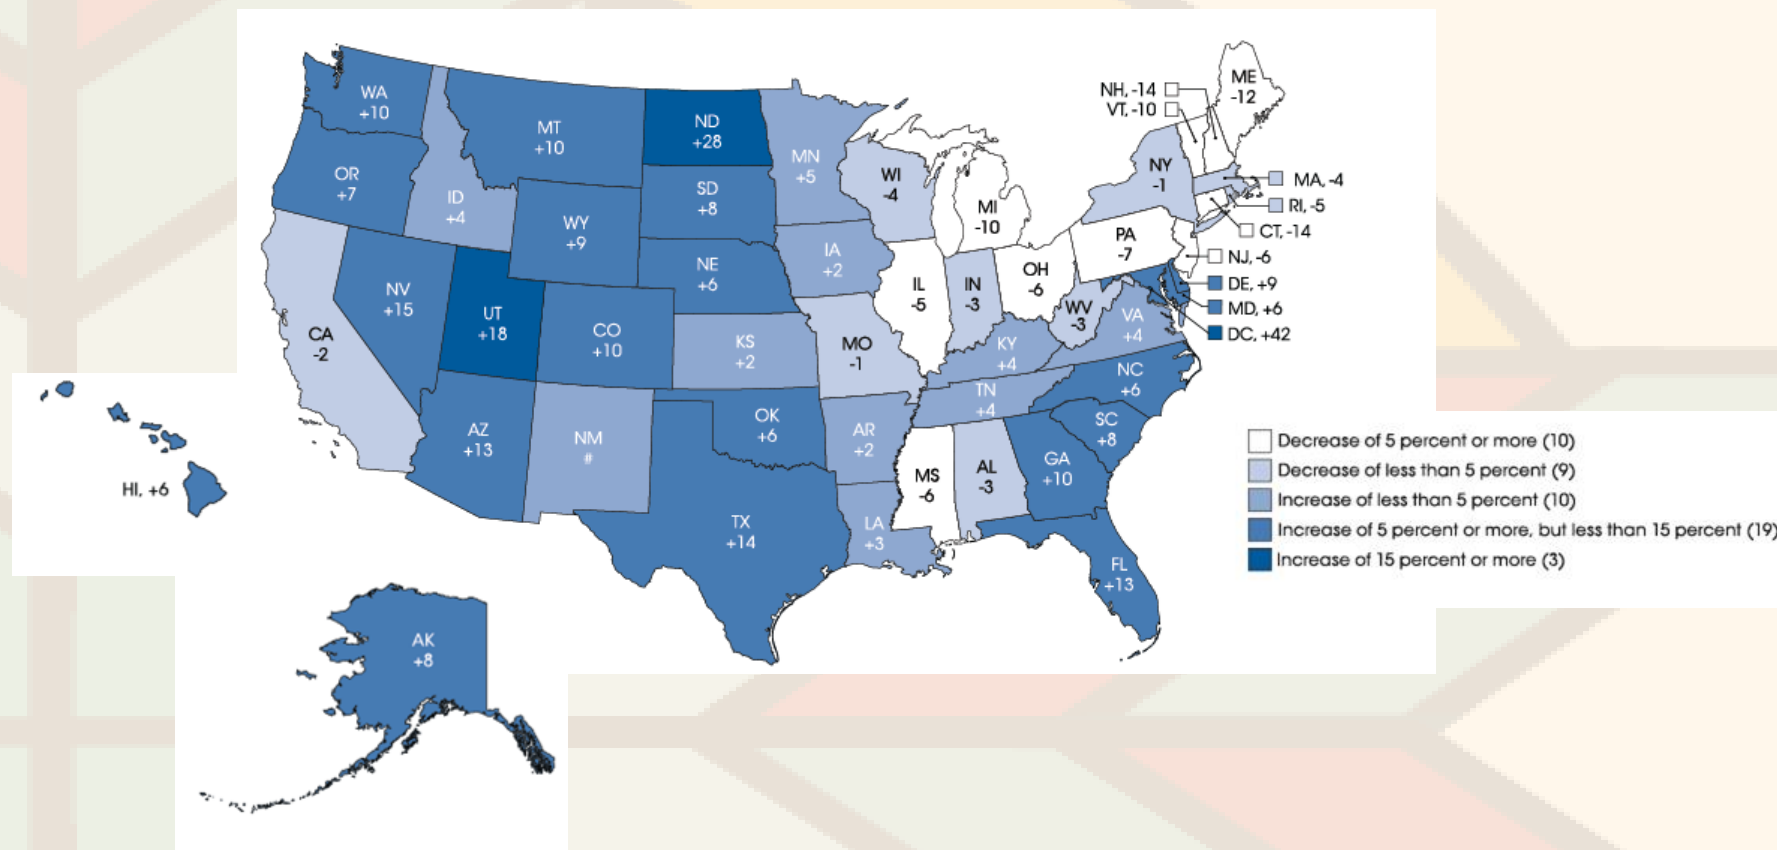 WA
+10
OR
+7
CA
-2
ID
+4
NV
+15
MT
+10
WY
+9
UT
+18
AZ
+13
CO
+10
NM
#
ND
+28
SD
+8
NE
+6
KS
+2
OK
+6
TX
+14
MN
+5
IA
+2
MO
-1
AR
+2
LA
+3
WI
-4
IL
-5
MI
-10
IN
-3
OH
-6
KY
+4
TN
+4
MS
-6
AL
-3
GA
+10
FL
+13
SC
+8
NC
+6
VA
+4
WV
-3
PA
-7
NY
-1
ME
-12
NH, -14
VT, -10
MA, -4
RI, -5
CT, -14
NJ, -6
DE, +9
MD, +6
DC, +42
HI, +6
AK
+8
Decrease of 5 percent or more (10)
Decrease of less than 5 percent (9)
Increase of less than 5 percent (10)
Increase of 5 percent or more, but less than 15 percent (19)
Increase of 15 percent or more (3)